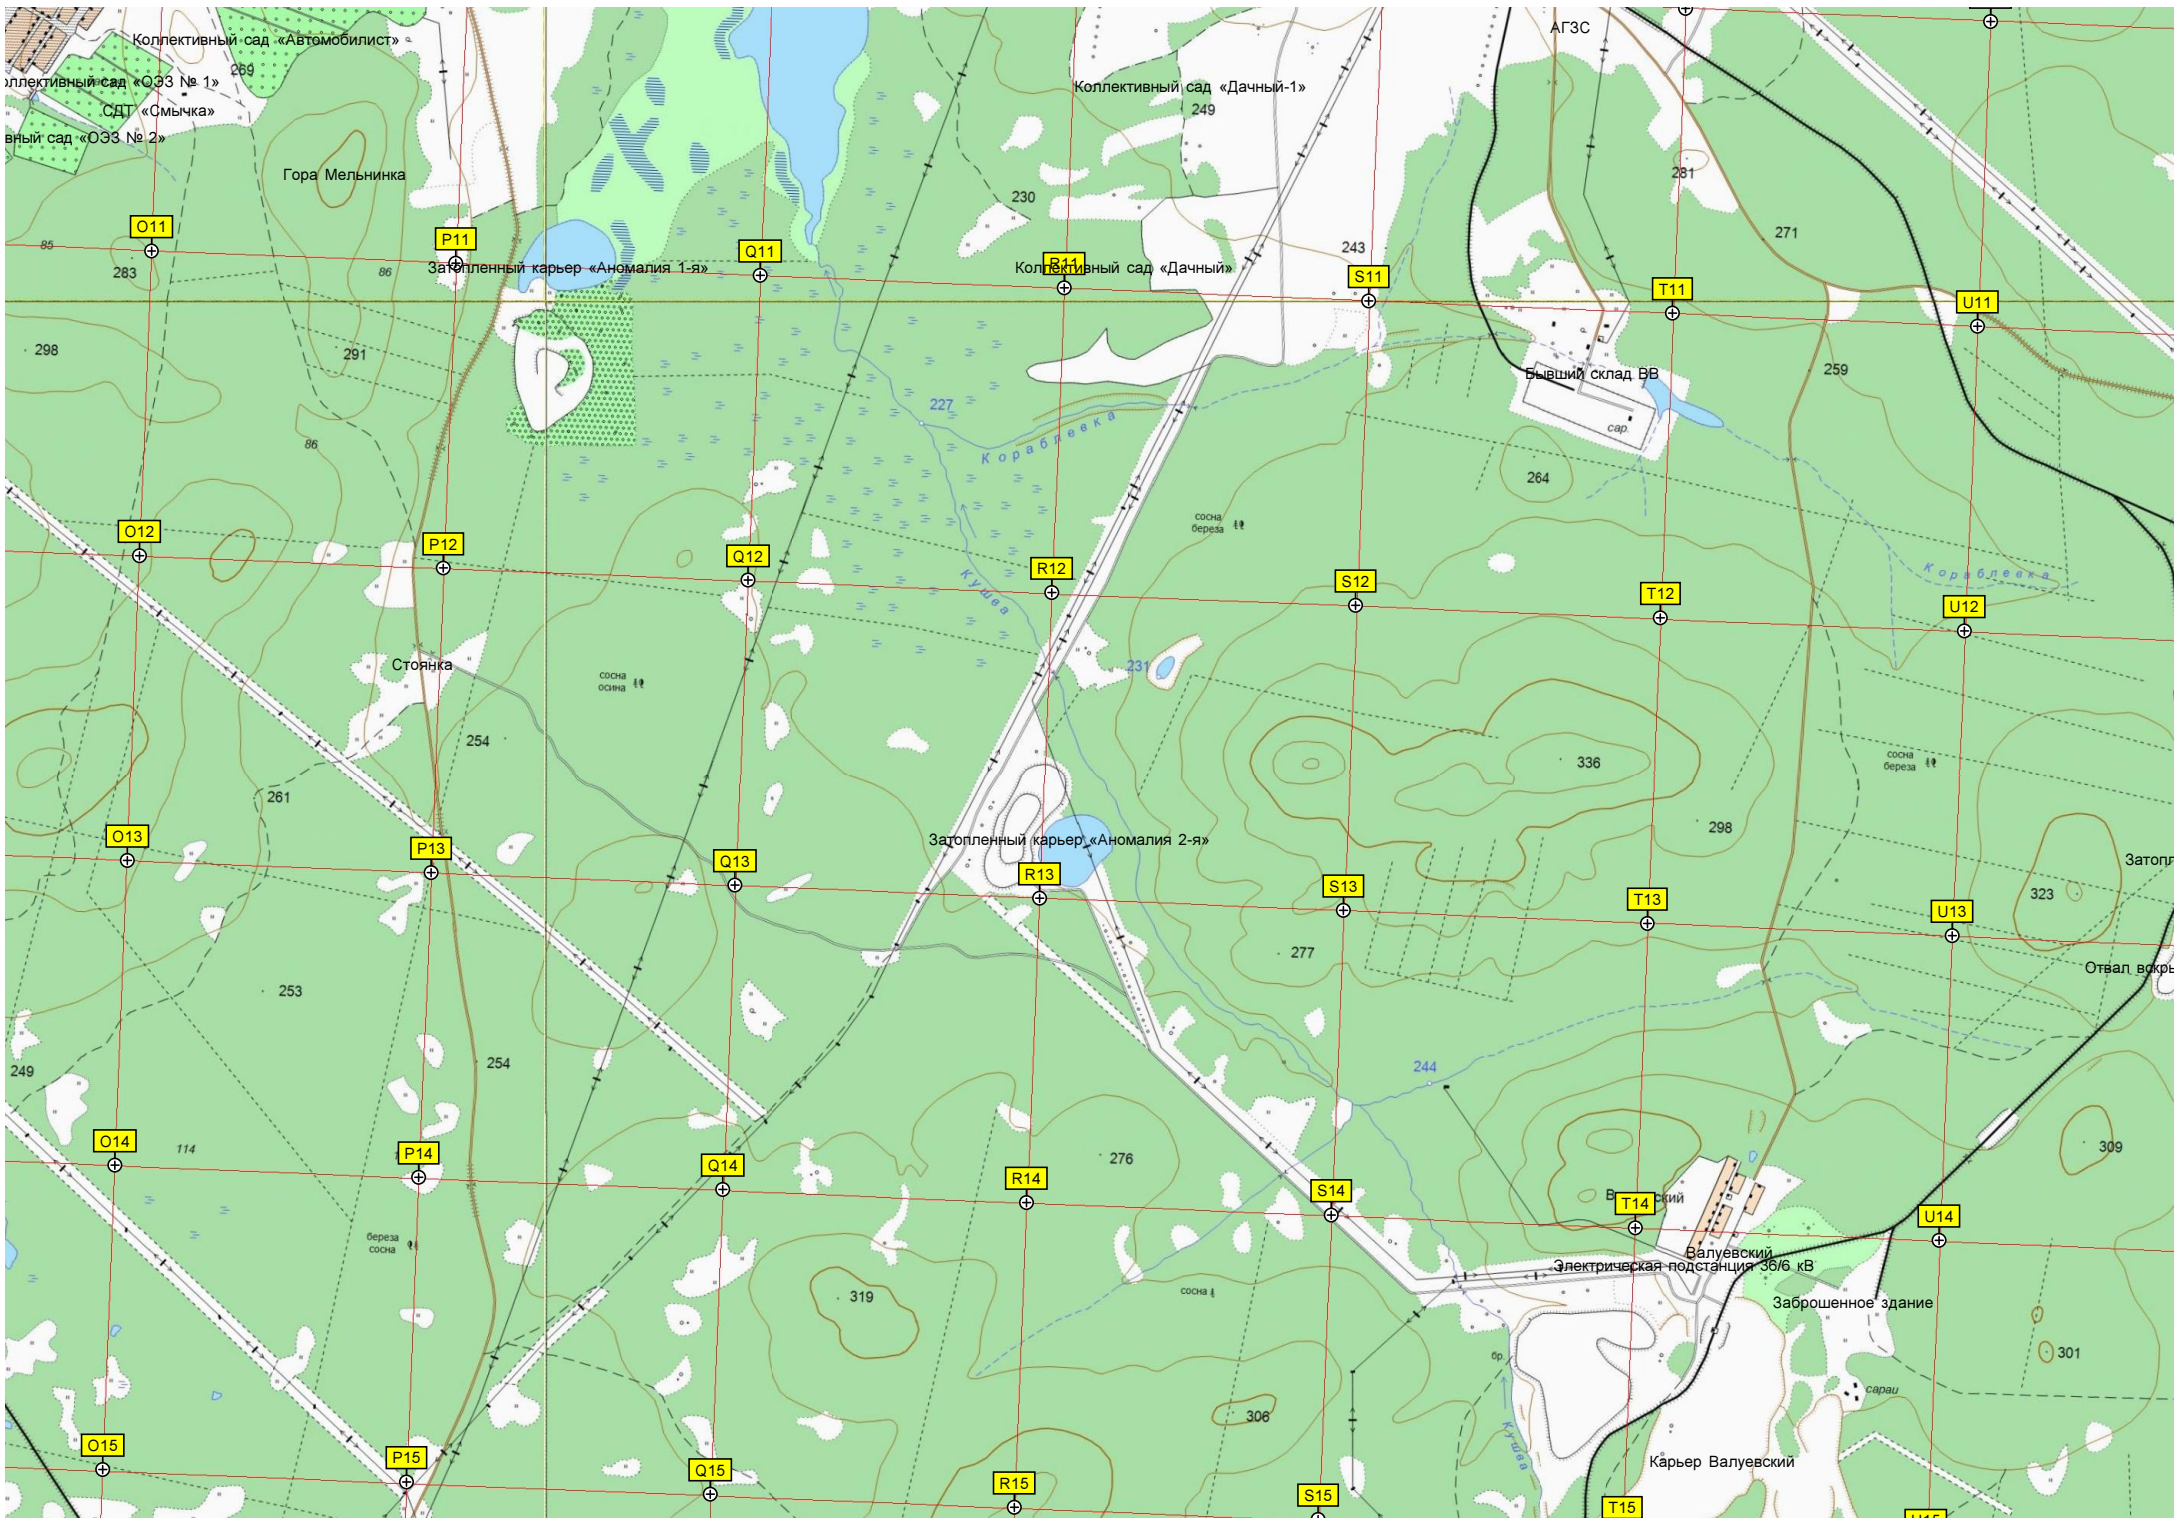 АГЗС
Коллективный сад «Автомобилист»
269
оллективный сад «ОЭЗ № 1»
Коллективный сад «Дачный-1»
249
СДТ «Смычка»
вный сад «ОЭЗ № 2»
Гора Мельнинка
281
230
O11
P11
Q11
R11
S11
T11
U11
85
283
86
Затопленный карьер «Аномалия 1-я»
Коллективный сад «Дачный»
243
271
298
291
259
Бывший склад ВВ
227
Кораблевка
сар.
86
264
сосна
береза
O12
P12
Q12
R12
S12
T12
U12
Кушва
Кораблевка
Стоянка
сосна
осина
231
254
336
сосна
береза
261
298
O13
P13
Q13
R13
S13
T13
U13
Затопленный карьер «Аномалия 2-я»
Затопл
323
277
Отвал вскры
253
254
249
244
O14
P14
Q14
R14
S14
T14
U14
114
276
309
береза
сосна
В
ский
Валуевский
Электрическая подстанция 36/6 кВ
сосна
319
Заброшенное здание
301
бр.
сараи
306
Кушва
Карьер Валуевский
O15
P15
Q15
R15
S15
T15
U15